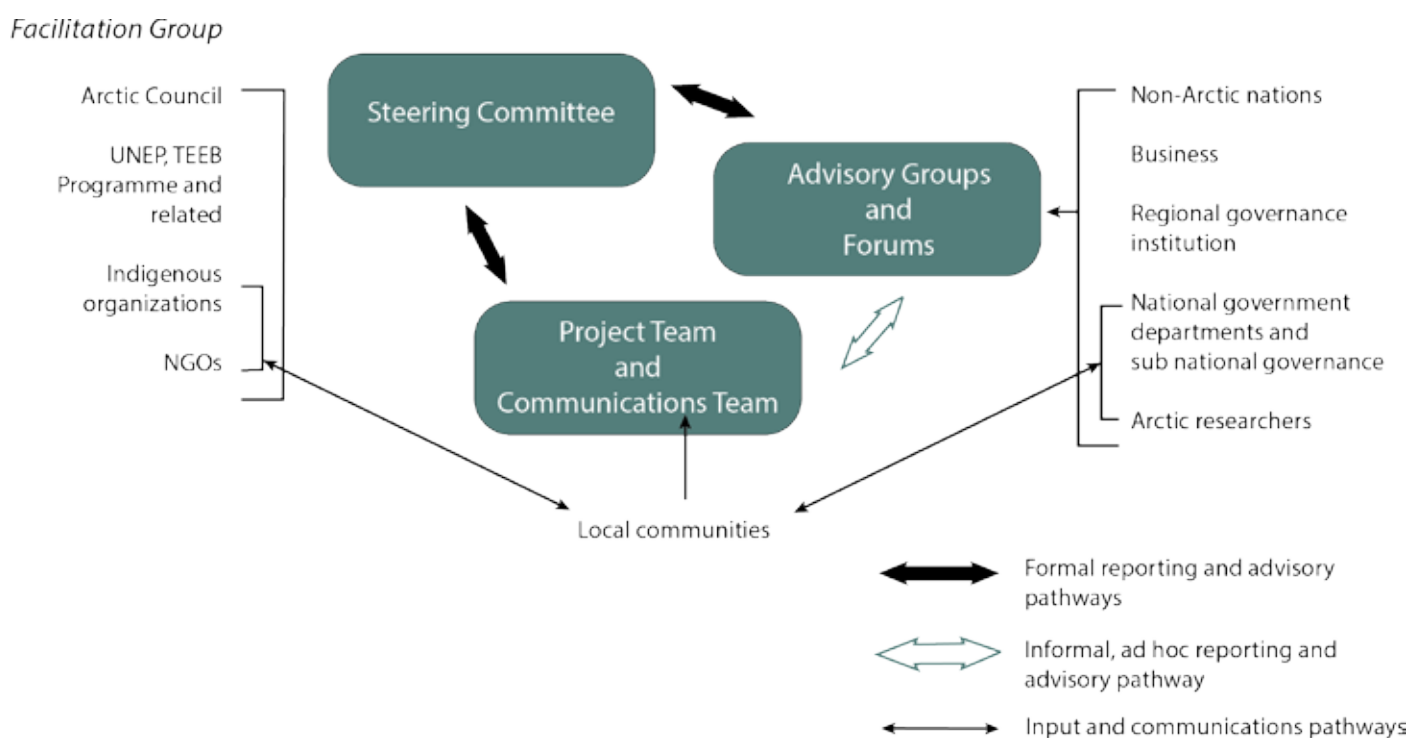 Facilitation Group
Arctic Council
UNEP, TEEB
Programme and
related
Indigenous
organizations
NGOs
Steering Committee
Advisory Groups
and
Forums
Project Team
and
Communications Team
Local communities
Non-Arctic nations
Business
Regional governance
institution
National government
departments and
sub national governance
Arctic researchers
Formal reporting and advisory
pathways
Informal, ad hoc reporting and
advisory pathway
Input and communications pathways